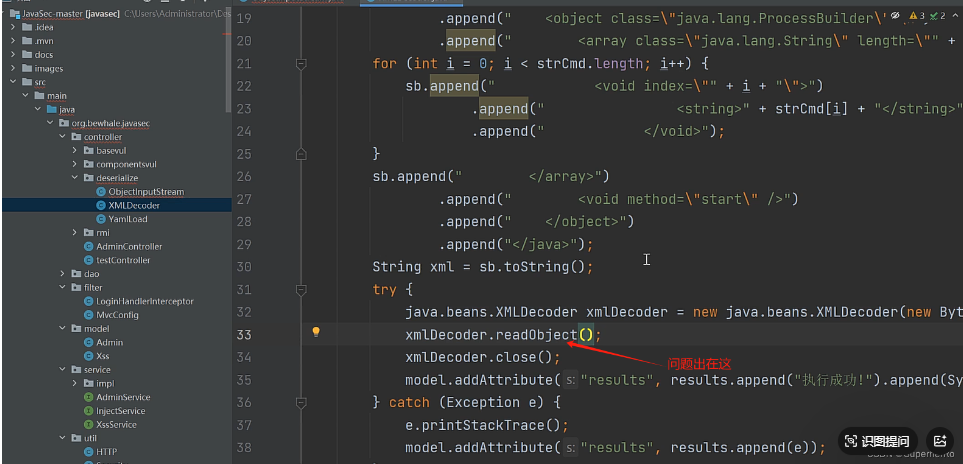 JavaSec-master [javasec] C:\Users\Administrator\Des
.idea
.mvn
docs
images
src
main
java
org.bewhale.javasec
controller
basevul
componentsvul
deserialize
ObjectInputStream
XMLDecoder
YamlLoad
rmi
AdminController
testController
dao
filter
LoginHandlerInterceptor
MvcConfig
model
Admin
Xss
service
impl
AdminService
InjectService
XssService
util
HTTP
3 2
19 .append("    <object class=\"java.lang.ProcessBuilder\"
20 .append("        <array class=\"java.lang.String\" length=\"" +
21 for (int i = 0; i < strCmd.length; i++) {
22 sb.append("            <void index=\"" + i + "\">")
23 .append("                <string>" + strCmd[i] + "</string>"
24 .append("            </void>");
25 }
26 sb.append("        </array>")
27 .append("        <void method=\"start\" />")
28 .append("    </object>")
29 .append("</java>");
30 String xml = sb.toString();
31 try {
32 java.beans.XMLDecoder xmlDecoder = new java.beans.XMLDecoder(new Byt
33 xmlDecoder.readObject();
问题出在这
34 xmlDecoder.close();
35 model.addAttribute( s: "results", results.append("执行成功!").append(Sy
36 } catch (Exception e) {
37 e.printStackTrace();
38 model.addAttribute( s: "results", results.append(e));
识图提问